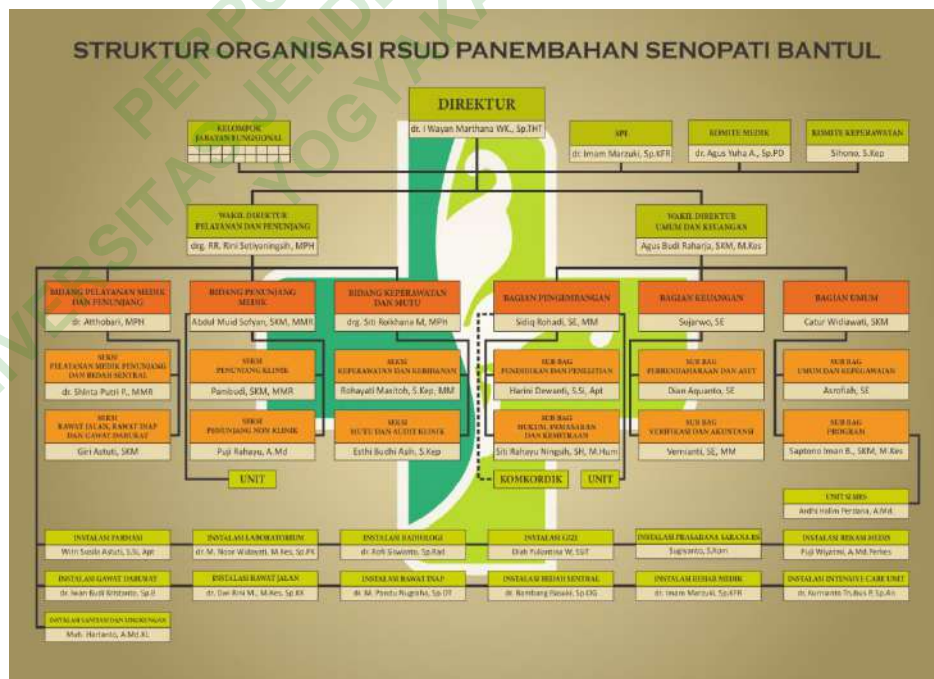 STRUKTUR ORGANISASI RSUD PANEMBAHAN SENOPATI BANTUL
DIREKTUR
dr. I Wayan Marthana WK., Sp.THT
KELOMPOK
JABATAN FUNGSIONAL
SPI
dr. Imam Marzuki, Sp.KFR
KOMITE MEDIK
dr. Agus Yuha A., Sp.PD
KOMITE KEPERAWATAN
Sihono, S.Kep
WAKIL DIREKTUR
PELAYANAN DAN PENUNJANG
drg. RR. Rini Setiyaningsih, MPH
WAKIL DIREKTUR
UMUM DAN KEUANGAN
Agus Budi Raharja, SKM, M.Kes
BIDANG PELAYANAN MEDIK
DAN PENUNJANG
dr. Atthobari, MPH
BIDANG PENUNJANG
MEDIK
Abdul Muid Sofyan, SKM, MMR
BIDANG KEPERAWATAN
DAN MUTU
drg. Siti Roikhana M, MPH
BAGIAN PENGEMBANGAN
Sidiq Rohadi, SE, MM
BAGIAN KEUANGAN
Sujarwo, SE
BAGIAN UMUM
Catur Widiawati, SKM
SEKSI
PELAYANAN MEDIK PENUNJANG
DAN BEDAH SENTRAL
dr. Shinta Putri P., MMR
SEKSI
PENUNJANG KLINIK
Pambudi, SKM, MMR
SEKSI
KEPERAWATAN DAN KEBIDANAN
Rohayati Masitoh, S.Kep, MM
SUB BAG
PENDIDIKAN DAN PENELITIAN
Harini Dewanti, S.Si, Apt
SUB BAG
PERBENDAHARAAN DAN ASET
Dian Aquanto, SE
SUB BAG
UMUM DAN KEPEGAWAIAN
Asrofiah, SE
SEKSI
RAWAT JALAN, RAWAT INAP
DAN GAWAT DARURAT
Giri Astuti, SKM
SEKSI
PENUNJANG NON KLINIK
Puji Rahayu, A.Md
SEKSI
MUTU DAN AUDIT KLINIK
Esthi Budhi Asih, S.Kep
SUB BAG
HUKUM, PEMASARAN
DAN KEMITRAAN
Siti Rahayu Ningsih, SH, M.Hum
SUB BAG
VERIFIKASI DAN AKUNTANSI
Vernianti, SE, MM
SUB BAG
PROGRAM
Saptono Iman B., SKM, M.Kes
UNIT
KOMKORDIK
UNIT
UNIT SI MRS
Ardhi Halim Perdana, A.Md
INSTALASI FARMASI
Astuti, S.Si, Apt
INSTALASI LABORATORIUM
dr. M. Noor Widayati, M.Kes, Sp.PK
INSTALASI RADIOLOGI
dr. Rofi Siswanto, Sp.Rad
INSTALASI GIZI
Diah Yuliantina W, SGiT
INSTALASI PRASARANA SARANA RS
Sugiyanto, S.Kom
INSTALASI REKAM MEDIS
Puji Wiyatmi, A.Md.Perkes
INSTALASI GAWAT DARURAT
dr. Iwan Budi Kristanto, Sp.B
INSTALASI RAWAT JALAN
dr. Dwi Rini M., M.Kes, Sp.KK
INSTALASI RAWAT INAP
dr. M. Pandu Nugraha, Sp.OT
INSTALASI BEDAH SENTRAL
dr. Bambang Basuki, Sp.OG
INSTALASI REHAB MEDIK
dr. Imam Marzuki, Sp.KFR
INSTALASI INTENSIVE CARE UNIT
dr. Kurnianto Trubus P, Sp.An
INSTALASI SANITASI DAN LINGKUNGAN
Muh. Hartanto, A.Md.KL